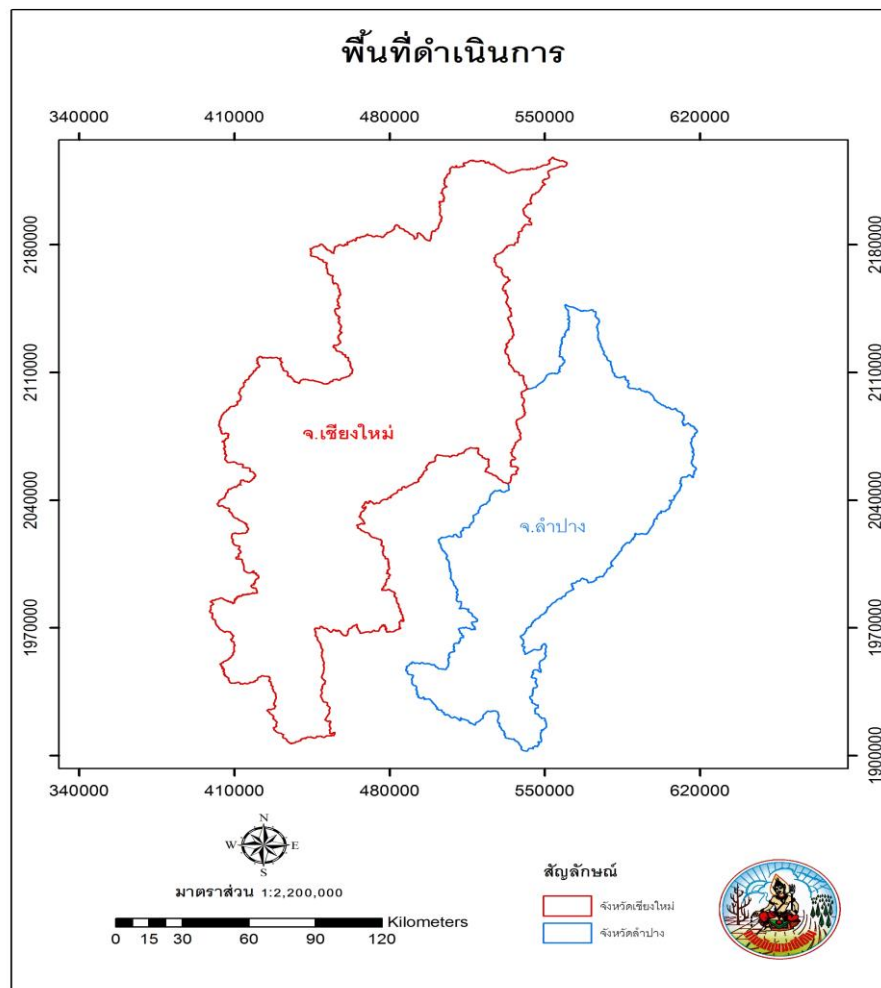 พื้นที่ดำเนินการ
340000 410000 480000 550000 620000
2180000 2180000
2110000 2110000
จ.เชียงใหม่
2040000 2040000
จ.ลำปาง
1970000 1970000
1900000 1900000
340000 410000 480000 550000 620000
N
W E
S
สัญลักษณ์
มาตราส่วน 1:2,200,000
จังหวัดเชียงใหม่
Kilometers
0 15 30 60 90 120
จังหวัดลำปาง